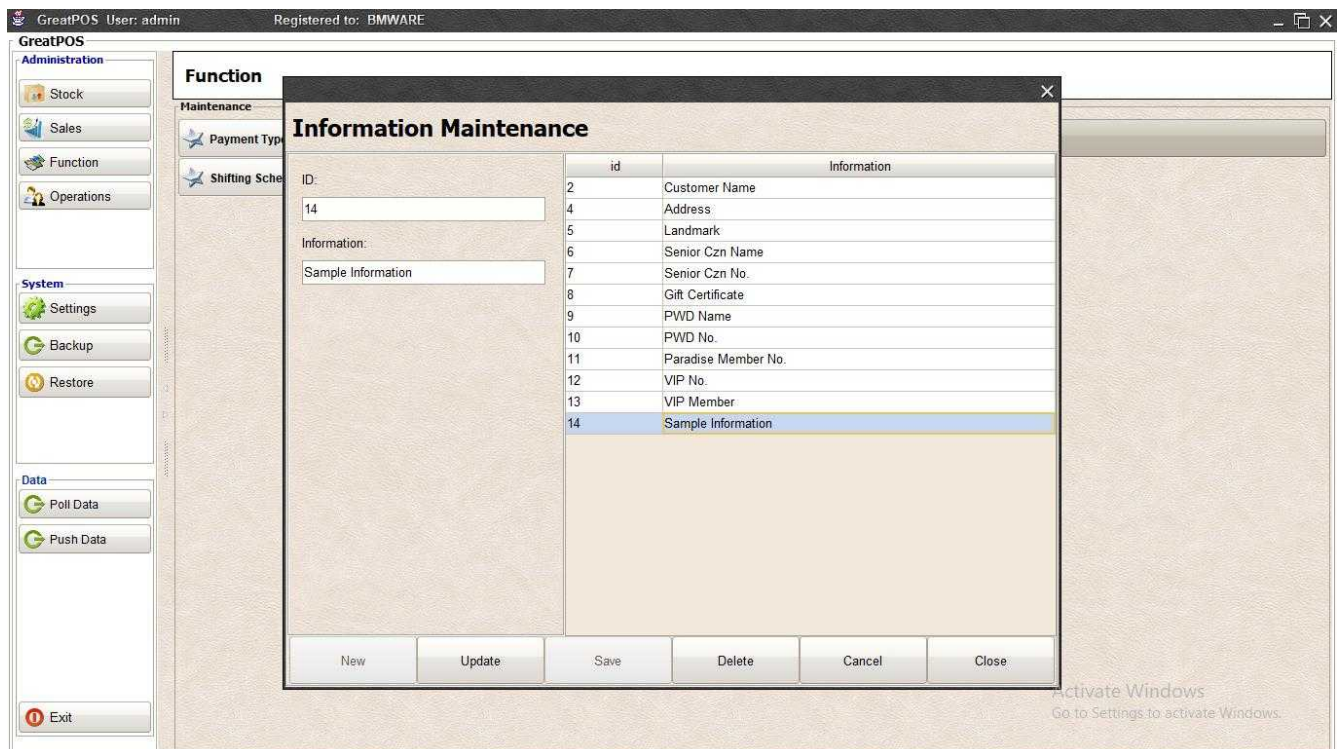 GreatPOS User: admin Registered to: BMWARE
GreatPOS
Administration
Stock
Sales
Function
Operations
System
Settings
Backup
Restore
Data
Poll Data
Push Data
Exit
Function
Maintenance
Payment Type
Shifting Sche
Information Maintenance
ID:
14
Information:
Sample Information
id Information
2 Customer Name
4 Address
5 Landmark
6 Senior Czn Name
7 Senior Czn No.
8 Gift Certificate
9 PWD Name
10 PWD No.
11 Paradise Member No.
12 VIP No.
13 VIP Member
14 Sample Information
New Update Save Delete Cancel Close
Activate Windows
Go to Settings to activate Windows.